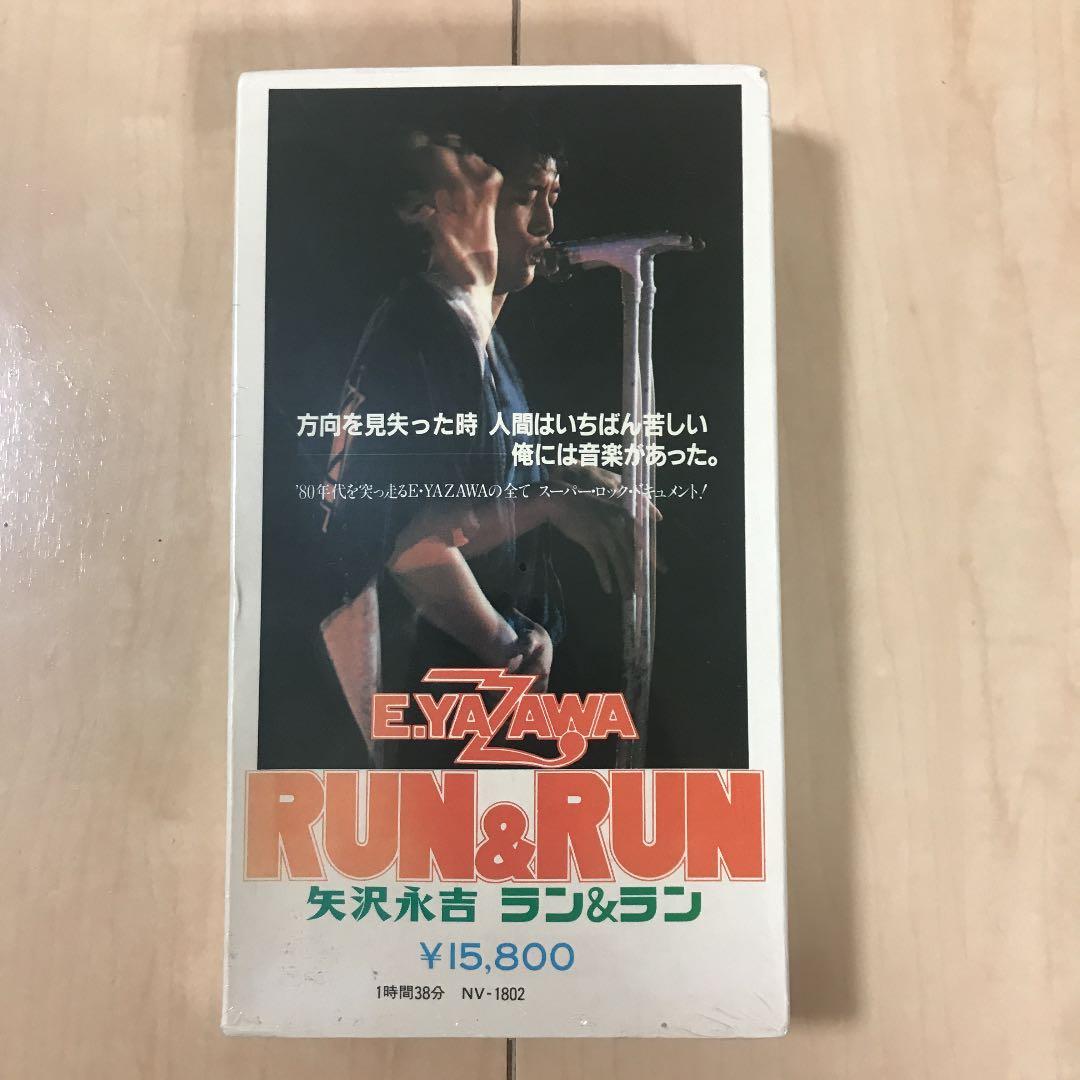 方向を見失った時 人間はいちばん苦しい
俺には音楽があった。
'80年代を突っ走るE・YAZAWAの全て スーパー・ロック・ドキュメント!
E.YAZAWA
RUN&RUN
矢沢永吉 ラン&ラン
¥15,800
1時間38分 NV-1802